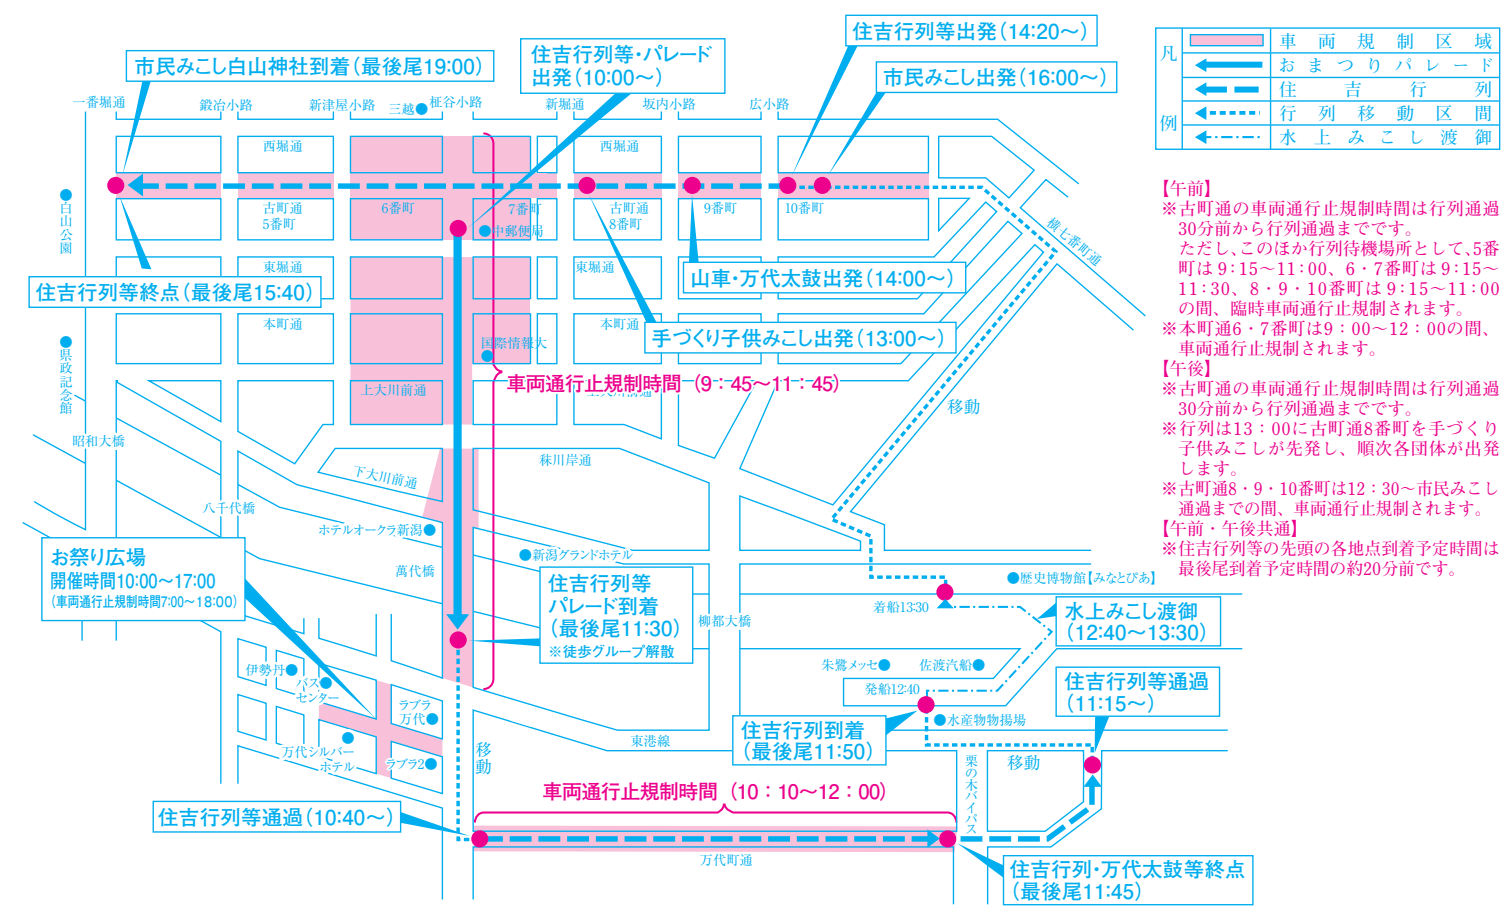 市民みこし白山神社到着(最後尾19:00)
住吉行列等・パレード
出発(10:00〜)
住吉行列等出発(14:20〜)
市民みこし出発(16:00〜)
凡例
車両規制区域
おまつりパレード
住吉行列
行列移動区間
水上みこし渡御
一番堀通
鍛冶小路
新津屋小路
三越
柾谷小路
新堀通
坂内小路
広小路
西堀通
西堀通
白山公園
古町通
5番町
6番町
7番町
古町通
8番町
9番町
10番町
中郵便局
横七番町通
東堀通
東堀通
住吉行列等終点(最後尾15:40)
山車・万代太鼓出発(14:00〜)
本町通
本町通
手づくり子供みこし出発(13:00〜)
国際情報大
県政記念館
車両通行止規制時間(9:45〜11:45)
上大川前通
上大川前通
移動
昭和大橋
秣川岸通
下大川前通
八千代橋
ホテルオークラ新潟
新潟グランドホテル
萬代橋
お祭り広場
開催時間10:00〜17:00
(車両通行止規制時間7:00〜18:00)
住吉行列等
パレード到着
(最後尾11:30)
※徒歩グループ解散
柳都大橋
歴史博物館【みなとぴあ】
着船13:30
水上みこし渡御
(12:40〜13:30)
伊勢丹
バス
センター
朱鷺メッセ
佐渡汽船
発船12:40
住吉行列等通過
(11:15〜)
ラブラ
万代
水産物物揚場
住吉行列到着
(最後尾11:50)
東港線
万代シルバー
ホテル
ラブラ2
移動
栗の木バイパス
移動
車両通行止規制時間(10:10〜12:00)
住吉行列等通過(10:40〜)
万代町通
住吉行列・万代太鼓等終点
(最後尾11:45)
【午前】
※古町通の車両通行止規制時間は行列通過
30分前から行列通過までです。
ただし、このほか行列待機場所として、5番
町は9:15〜11:00、6・7番町は9:15〜
11:30、8・9・10番町は9:15〜11:00
の間、臨時車両通行止規制されます。
※本町通6・7番町は9:00〜12:00の間、
車両通行止規制されます。
【午後】
※古町通の車両通行止規制時間は行列通過
30分前から行列通過までです。
※行列は13:00に古町通8番町を手づくり
子供みこしが先発し、順次各団体が出発
します。
※古町通8・9・10番町は12:30〜市民みこし
通過までの間、車両通行止規制されます。
【午前・午後共通】
※住吉行列等の先頭の各地点到着予定時間は
最後尾到着予定時間の約20分前です。